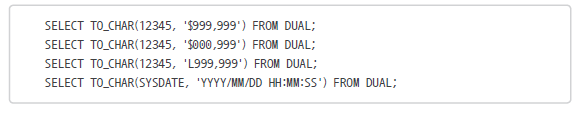 SELECT TO_CHAR(12345, '$999,999') FROM DUAL;
SELECT TO_CHAR(12345, '$000,999') FROM DUAL;
SELECT TO_CHAR(12345, 'L999,999') FROM DUAL;
SELECT TO_CHAR(SYSDATE, 'YYYY/MM/DD HH:MM:SS') FROM DUAL;